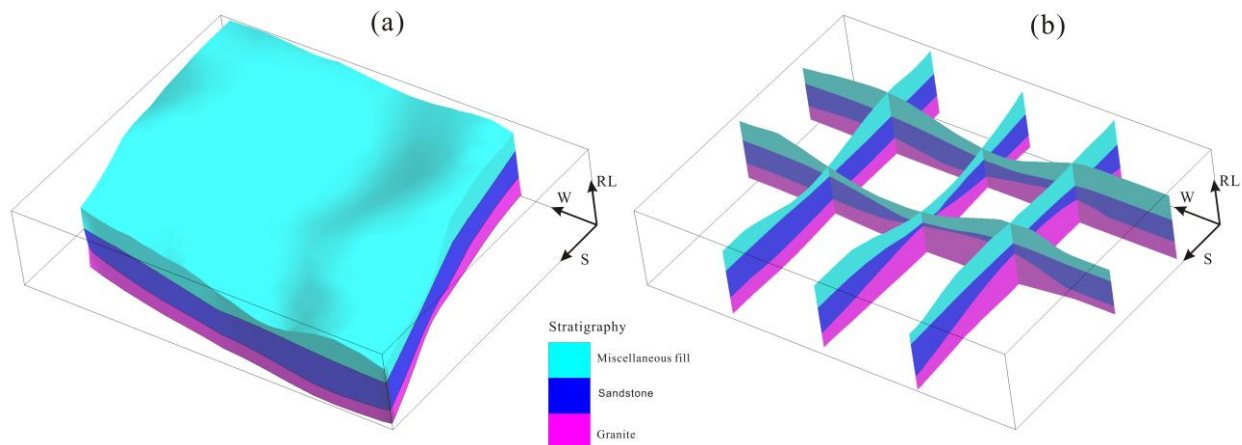 (a)
(b)
RL
W
S
RL
W
S
Stratigraphy
Miscellaneous fill
Sandstone
Granite